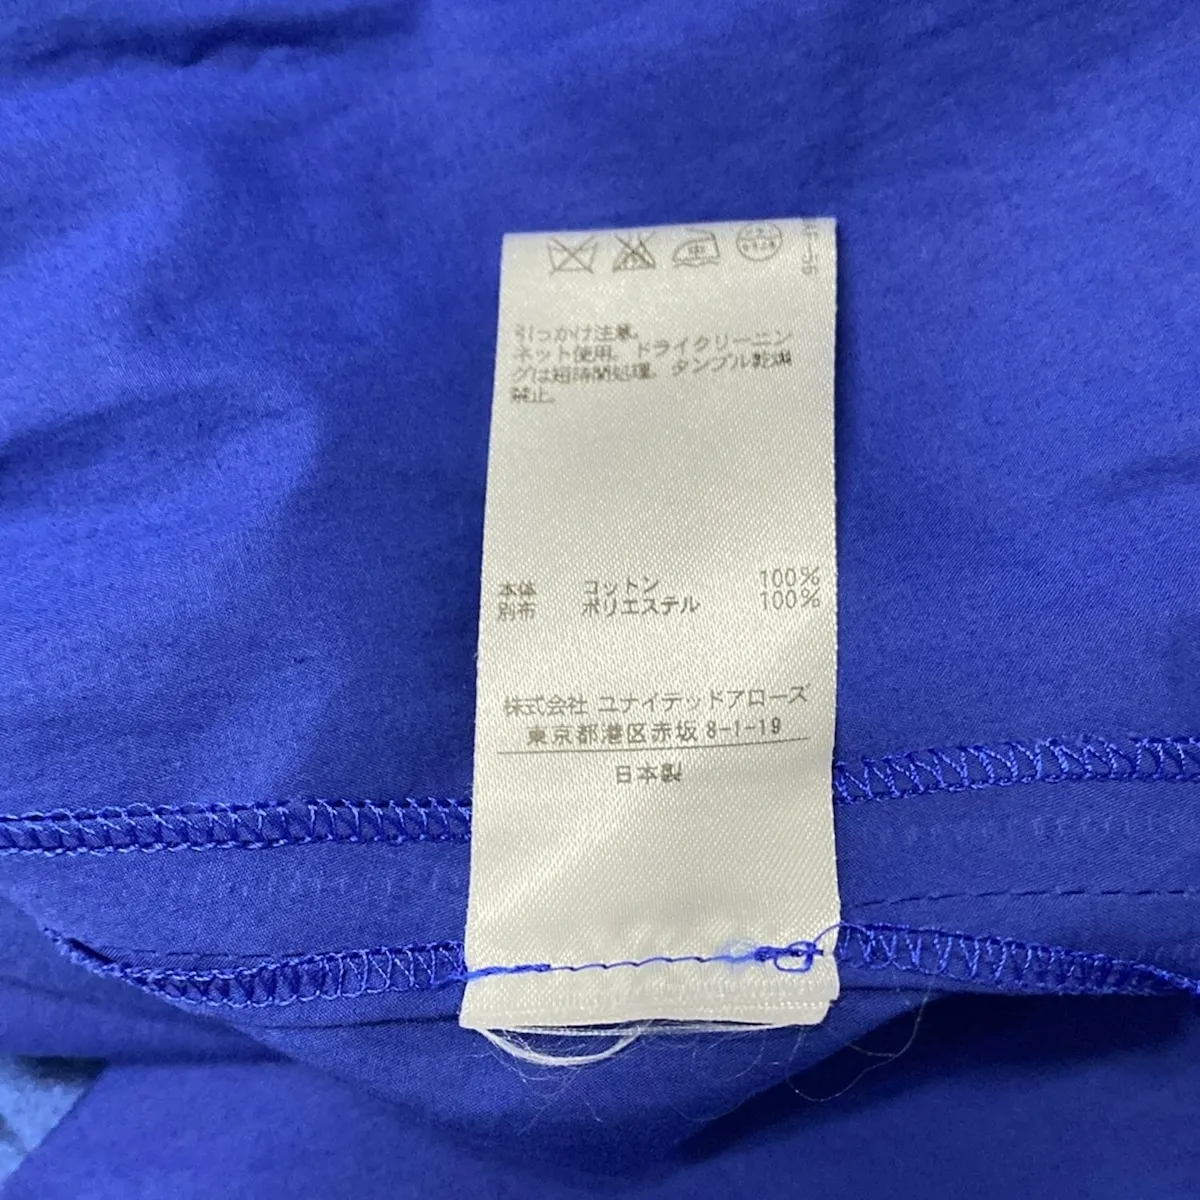 中
引っかけ注意。
ネット使用。ドライクリーニン
グは短時間処理。タンブル乾燥
禁止。
本体 コットン 100%
別布 ポリエステル 100%
株式会社 ユナイテッドアローズ
東京都港区赤坂 8-1-19
日本製